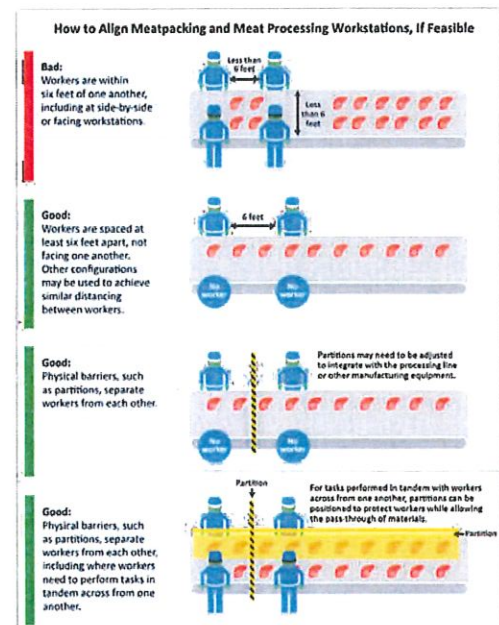 How to Align Meatpacking and Meat Processing Workstations, If Feasible
Bad:
Workers are within
six feet of one another,
including at side-by-side
or facing workstations.
Less than
6 feet
Less
than 6
feet
Good:
Workers are spaced at
least six feet apart, not
facing one another.
Other configurations
may be used to achieve
similar distancing
between workers.
6 feet
No
worker
No
worker
Good:
Physical barriers, such
as partitions, separate
workers from each other.
Partitions may need to be adjusted
to integrate with the processing line
or other manufacturing equipment.
No
worker
No
worker
Good:
Physical barriers, such
as partitions, separate
workers from each other,
including where workers
need to perform tasks in
tandem across from one
another.
Partition
For tasks performed in tandem with workers
across from one another, partitions can be
positioned to protect workers while allowing
the pass-through of materials.
Partition